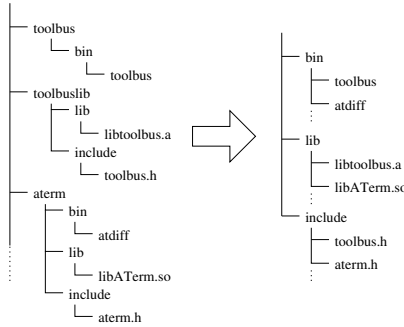 toolbus
bin
toolbus
toolbuslib
lib
libtoolbus.a
include
toolbus.h
aterm
bin
atdiff
lib
libATerm.so
include
aterm.h
bin
toolbus
atdiff
lib
libtoolbus.a
libATerm.so
include
toolbus.h
aterm.h